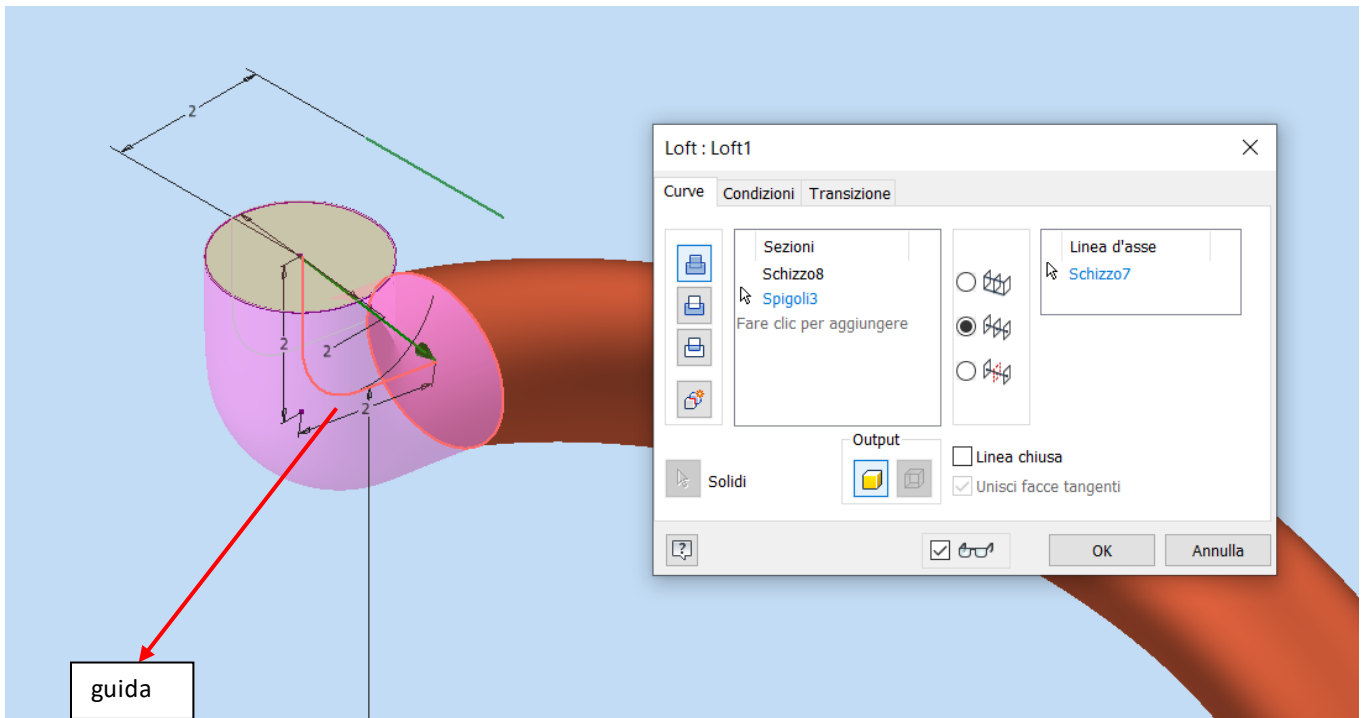 2
2
2
2
guida
Loft : Loft1
Curve Condizioni Transizione
Sezioni
Schizzo8
Spigoli3
Fare clic per aggiungere
Linea d'asse
Schizzo7
Solidi
Output
Linea chiusa
Unisci facce tangenti
?
OK Annulla